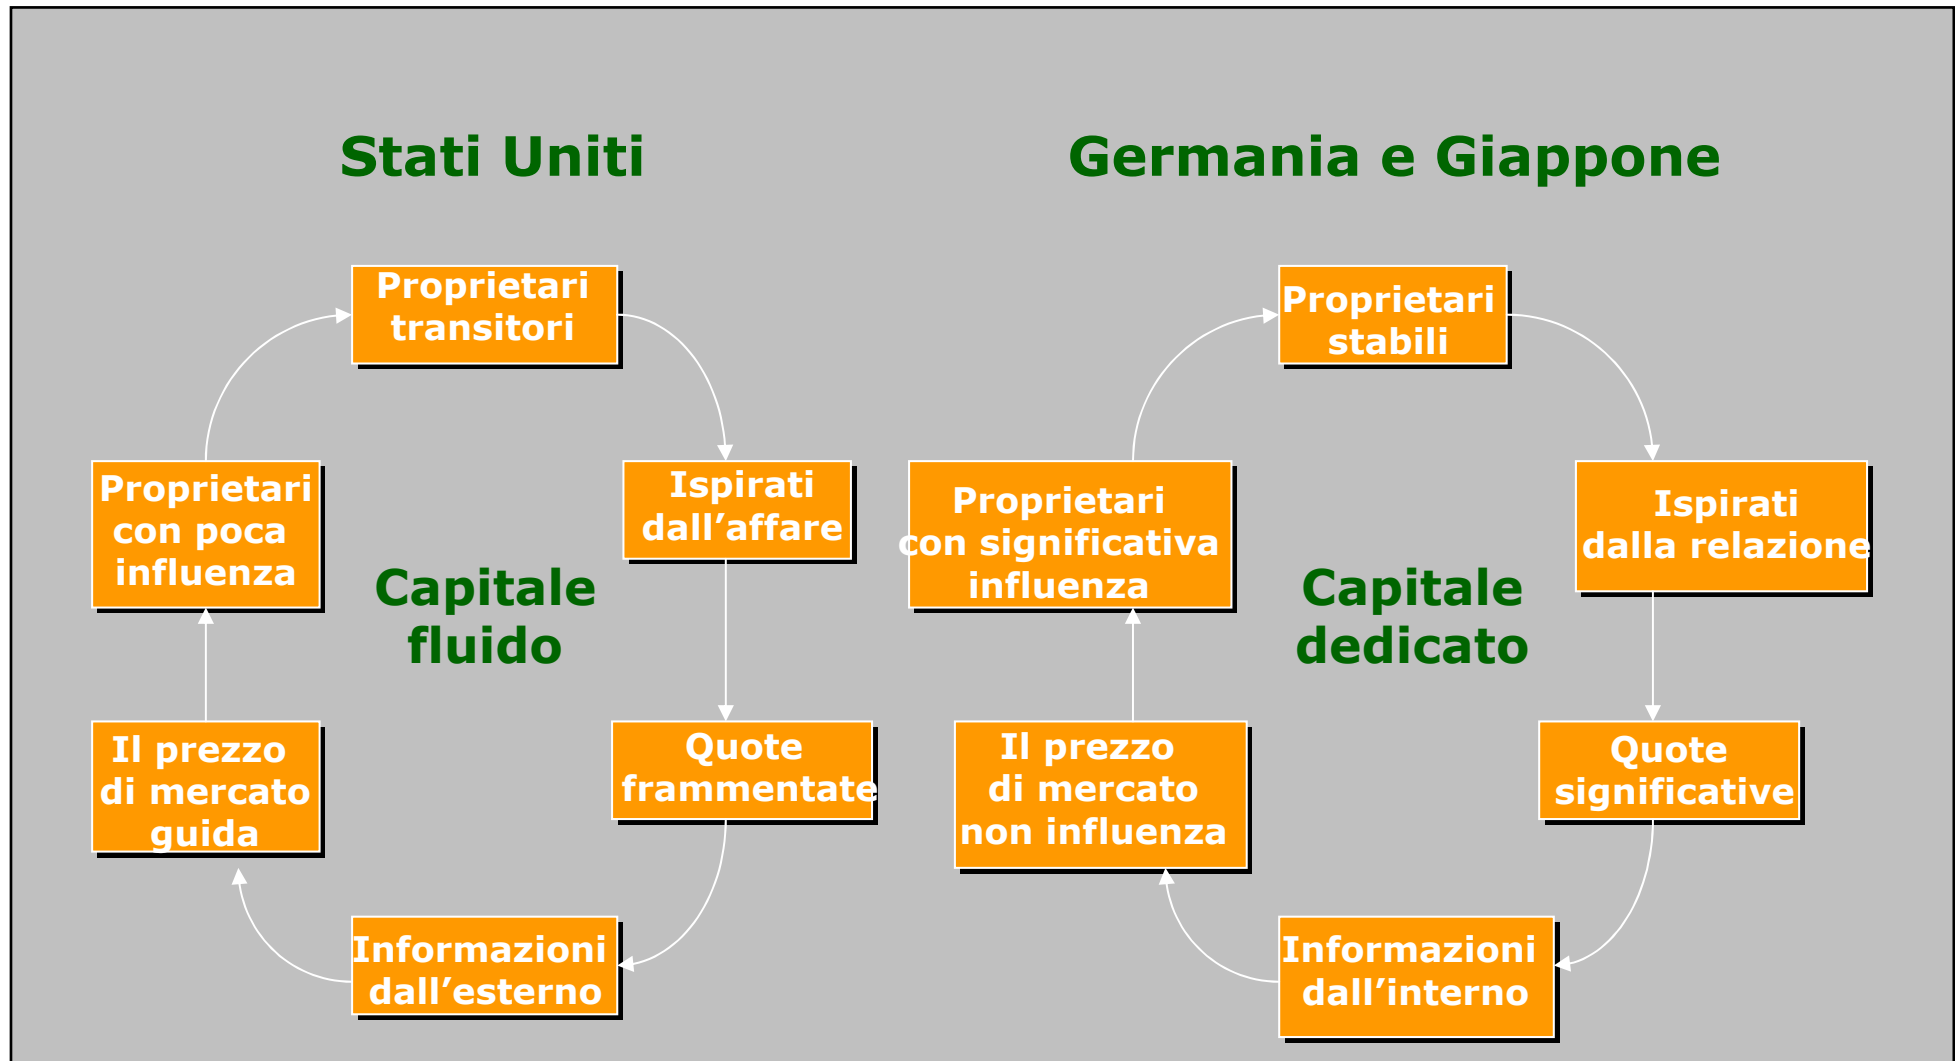 Stati Uniti
Germania e Giappone
Proprietari
transitori
Ispirati
dall’affare
Quote
frammentate
Informazioni
dall’esterno
Il prezzo
di mercato
guida
Proprietari
con poca
influenza
Capitale
fluido
Proprietari
stabili
Ispirati
dalla relazione
Quote
significative
Informazioni
dall’interno
Il prezzo
di mercato
non influenza
Proprietari
con significativa
influenza
Capitale
dedicato